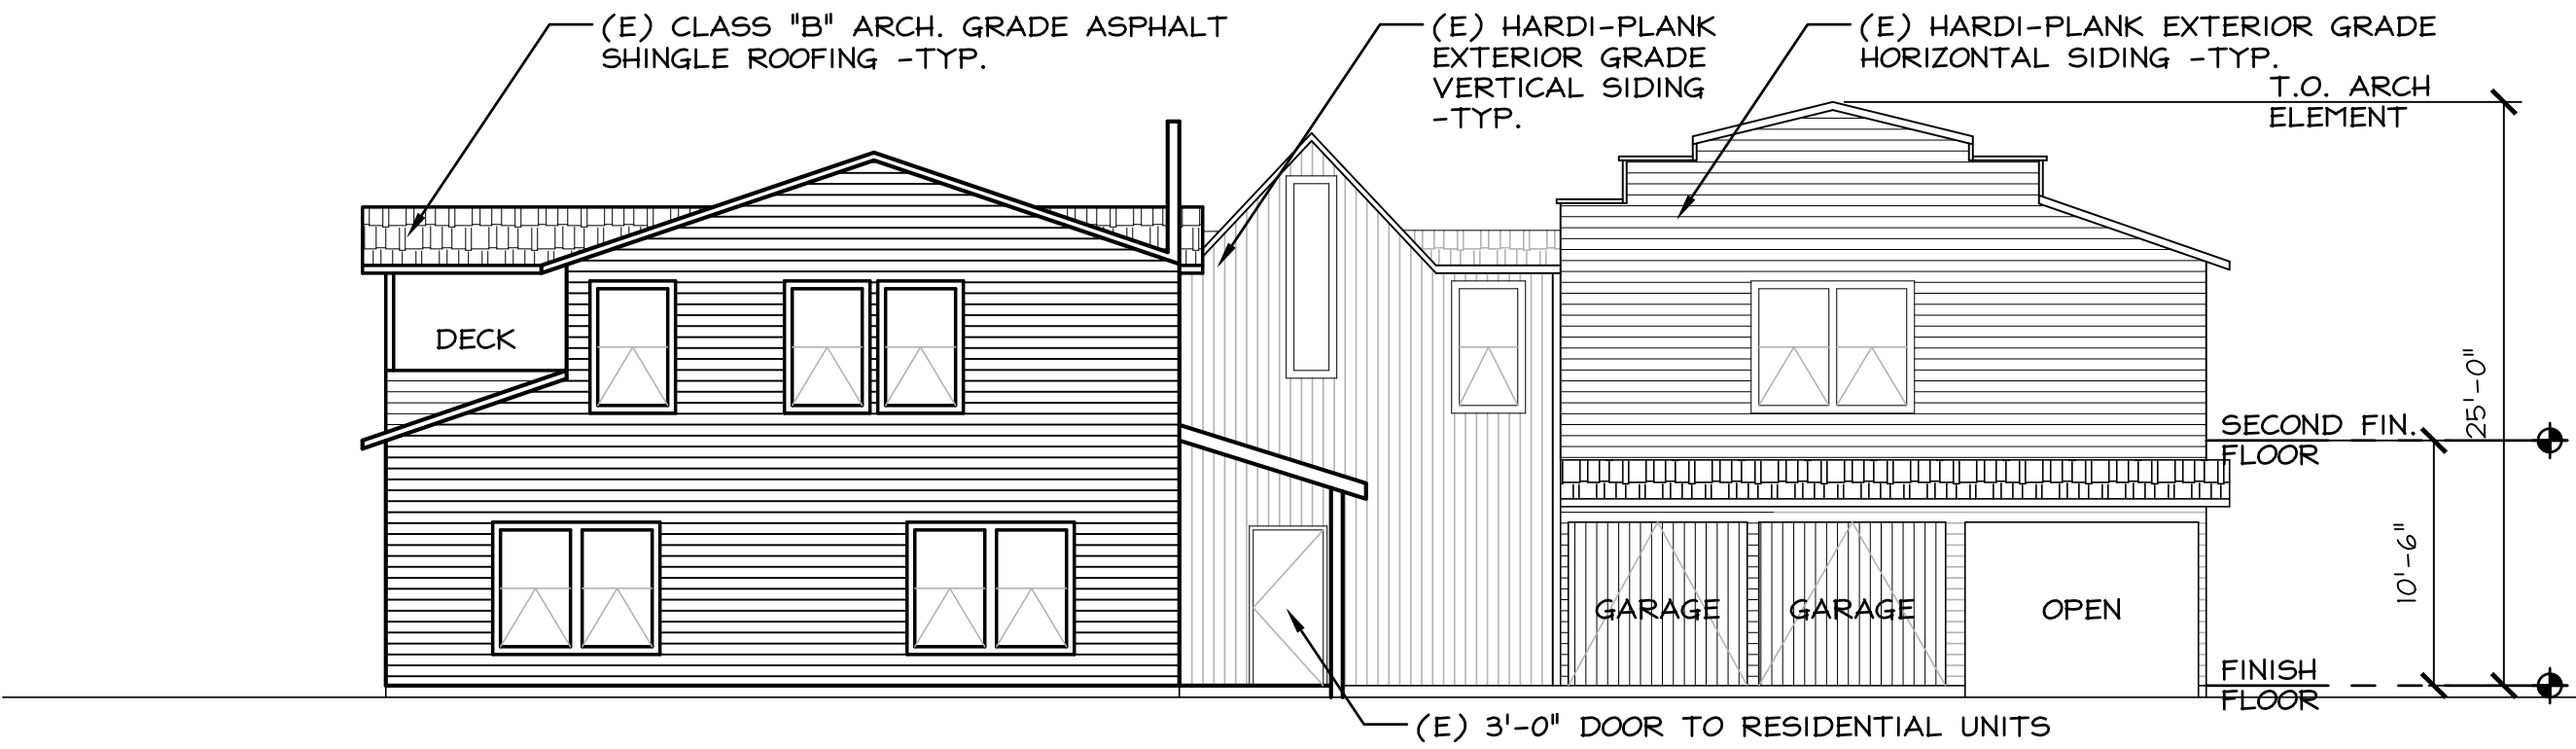 (E) CLASS "B" ARCH. GRADE ASPHALT
SHINGLE ROOFING -TYP.
(E) HARDI-PLANK
EXTERIOR GRADE
VERTICAL SIDING
-TYP.
(E) HARDI-PLANK EXTERIOR GRADE
HORIZONTAL SIDING -TYP.
T.O. ARCH
ELEMENT
DECK
25'-0"
SECOND FIN.
FLOOR
10'-6"
GARAGE
GARAGE
OPEN
FINISH
FLOOR
(E) 3'-0" DOOR TO RESIDENTIAL UNITS